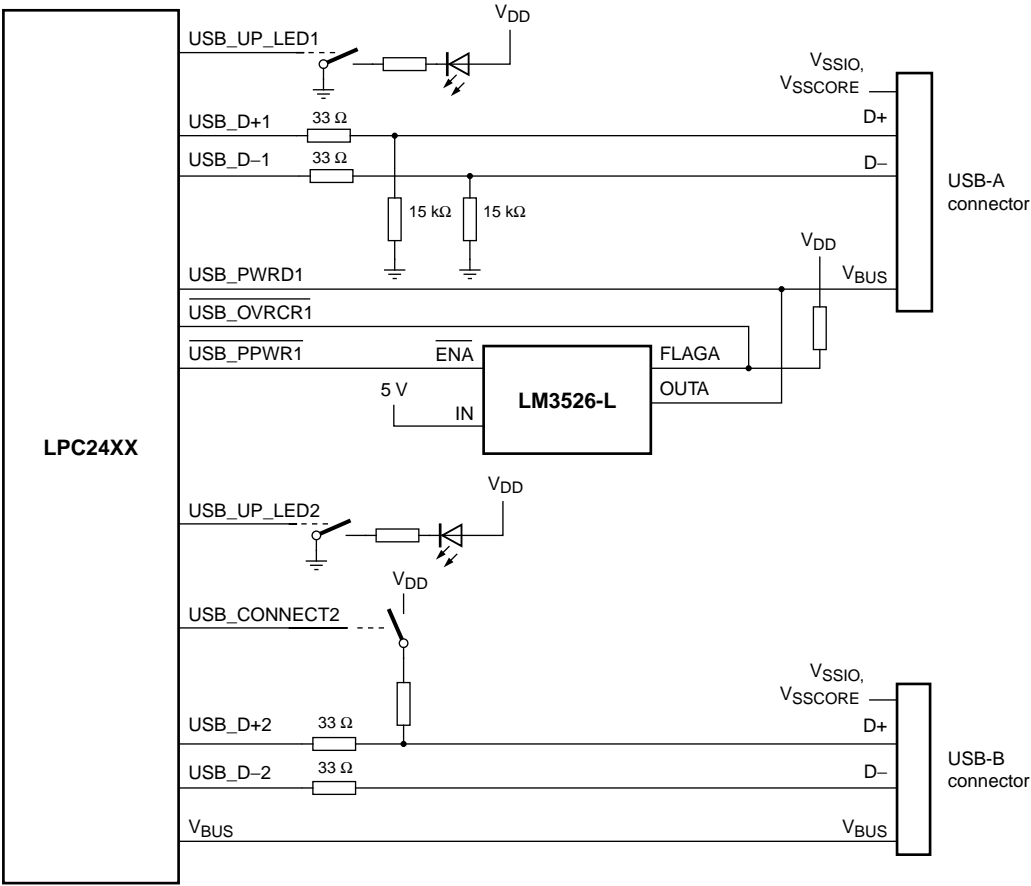 V_DD
USB_UP_LED1
V_SSIO,
V_SSCORE
USB_D+1
33 Ω
D+
USB_D−1
33 Ω
D−
USB-A
connector
15 kΩ
15 kΩ
V_DD
USB_PWRD1
V_BUS
USB_OVRCR1
USB_PPWR1
ENA
FLAGA
5 V
OUTA
IN
LM3526-L
LPC24XX
V_DD
USB_UP_LED2
V_DD
USB_CONNECT2
V_SSIO,
V_SSCORE
USB_D+2
33 Ω
D+
USB_D−2
33 Ω
D−
USB-B
connector
V_BUS
V_BUS